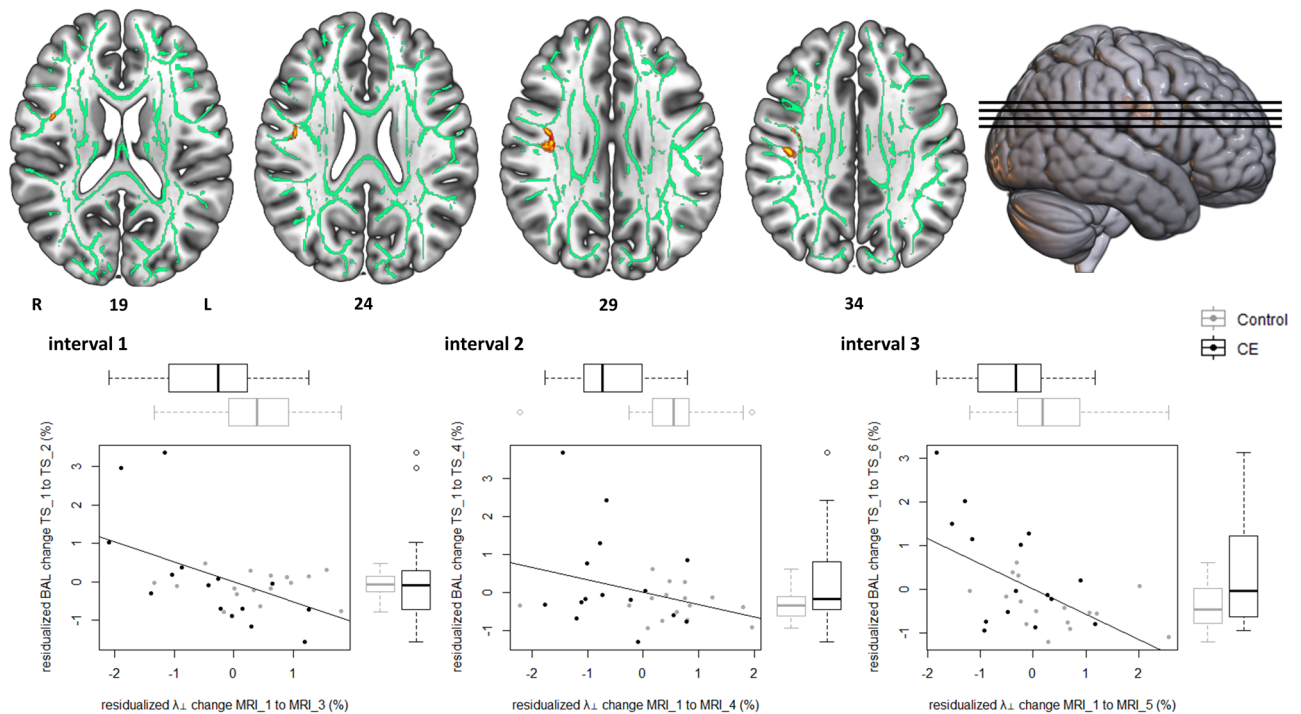 R 19 L 24 29 34
Control
CE
interval 1 interval 2 interval 3
residualized BAL change TS_1 to TS_2 (%)
3
2
1
0
-1
-2 -1 0 1
residualized λ⊥ change MRI_1 to MRI_3 (%)
residualized BAL change TS_1 to TS_4 (%)
4
3
2
1
0
-1
-2 -1 0 1 2
residualized λ⊥ change MRI_1 to MRI_4 (%)
residualized BAL change TS_1 to TS_6 (%)
3
2
1
0
-1
-2 -1 0 1 2
residualized λ⊥ change MRI_1 to MRI_5 (%)